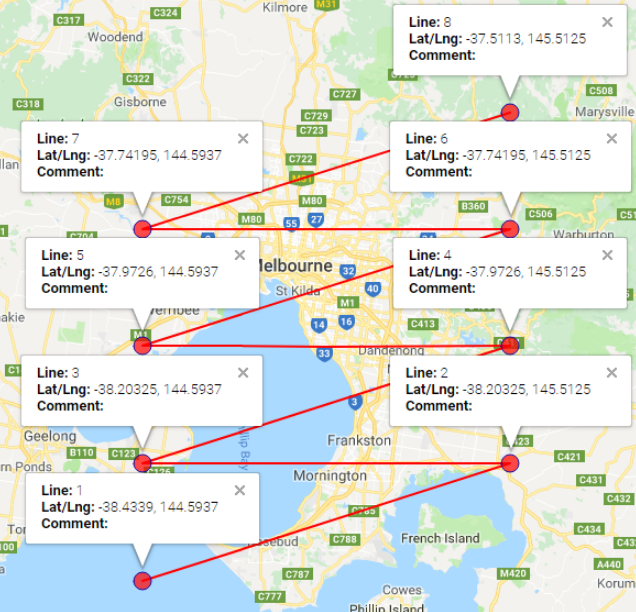 C317
C324
Kilmore
M31
Woodend
C322
C318
Gisborne
C727
C729
C723
C508
Marysville
Line: 8
Lat/Lng: -37.5113, 145.5125
Comment:
Line: 7
Lat/Lng: -37.74195, 144.5937
Comment:
C722
M80
Line: 6
Lat/Lng: -37.74195, 145.5125
Comment:
M8
C754
M80
55
27
B360
C506
C704
Warburton
Line: 5
Lat/Lng: -37.9726, 144.5937
Comment:
Melbourne
32
St Kilda
40
M1
Line: 4
Lat/Lng: -37.9726, 145.5125
Comment:
14
16
C413
M1
33
Dandenong
Line: 3
Lat/Lng: -38.20325, 144.5937
Comment:
3
Line: 2
Lat/Lng: -38.20325, 145.5125
Comment:
Geelong
B110
C123
Frankston
C421
Mornington
C431
Line: 1
Lat/Lng: -38.4339, 144.5937
Comment:
C432
C788
French Island
C434
C787
M420
A440
C777
Cowes
Korum
Phillip Island